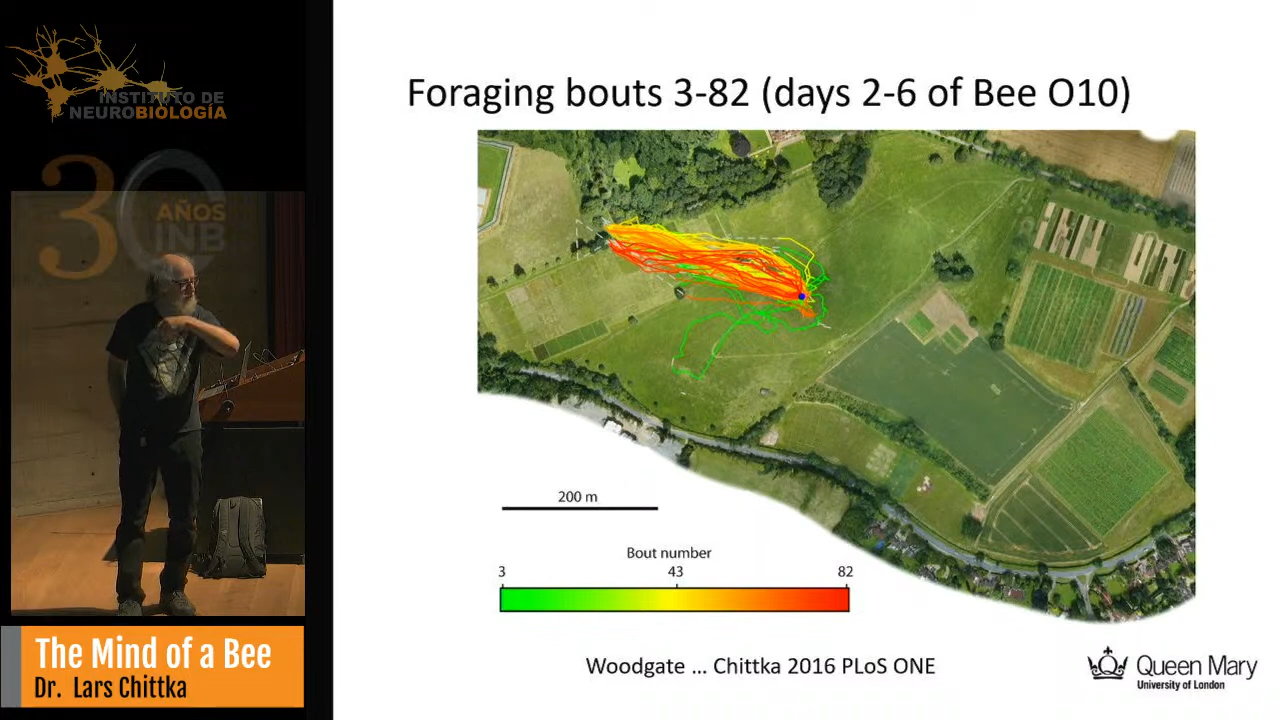 INSTITUTO DE
NEUROBIOLOGÍA
30
AÑOS
INB
The Mind of a Bee
Dr. Lars Chittka
Foraging bouts 3-82 (days 2-6 of Bee O10)
200 m
Bout number
3 43 82
Woodgate ... Chittka 2016 PLoS ONE
Queen Mary
University of London